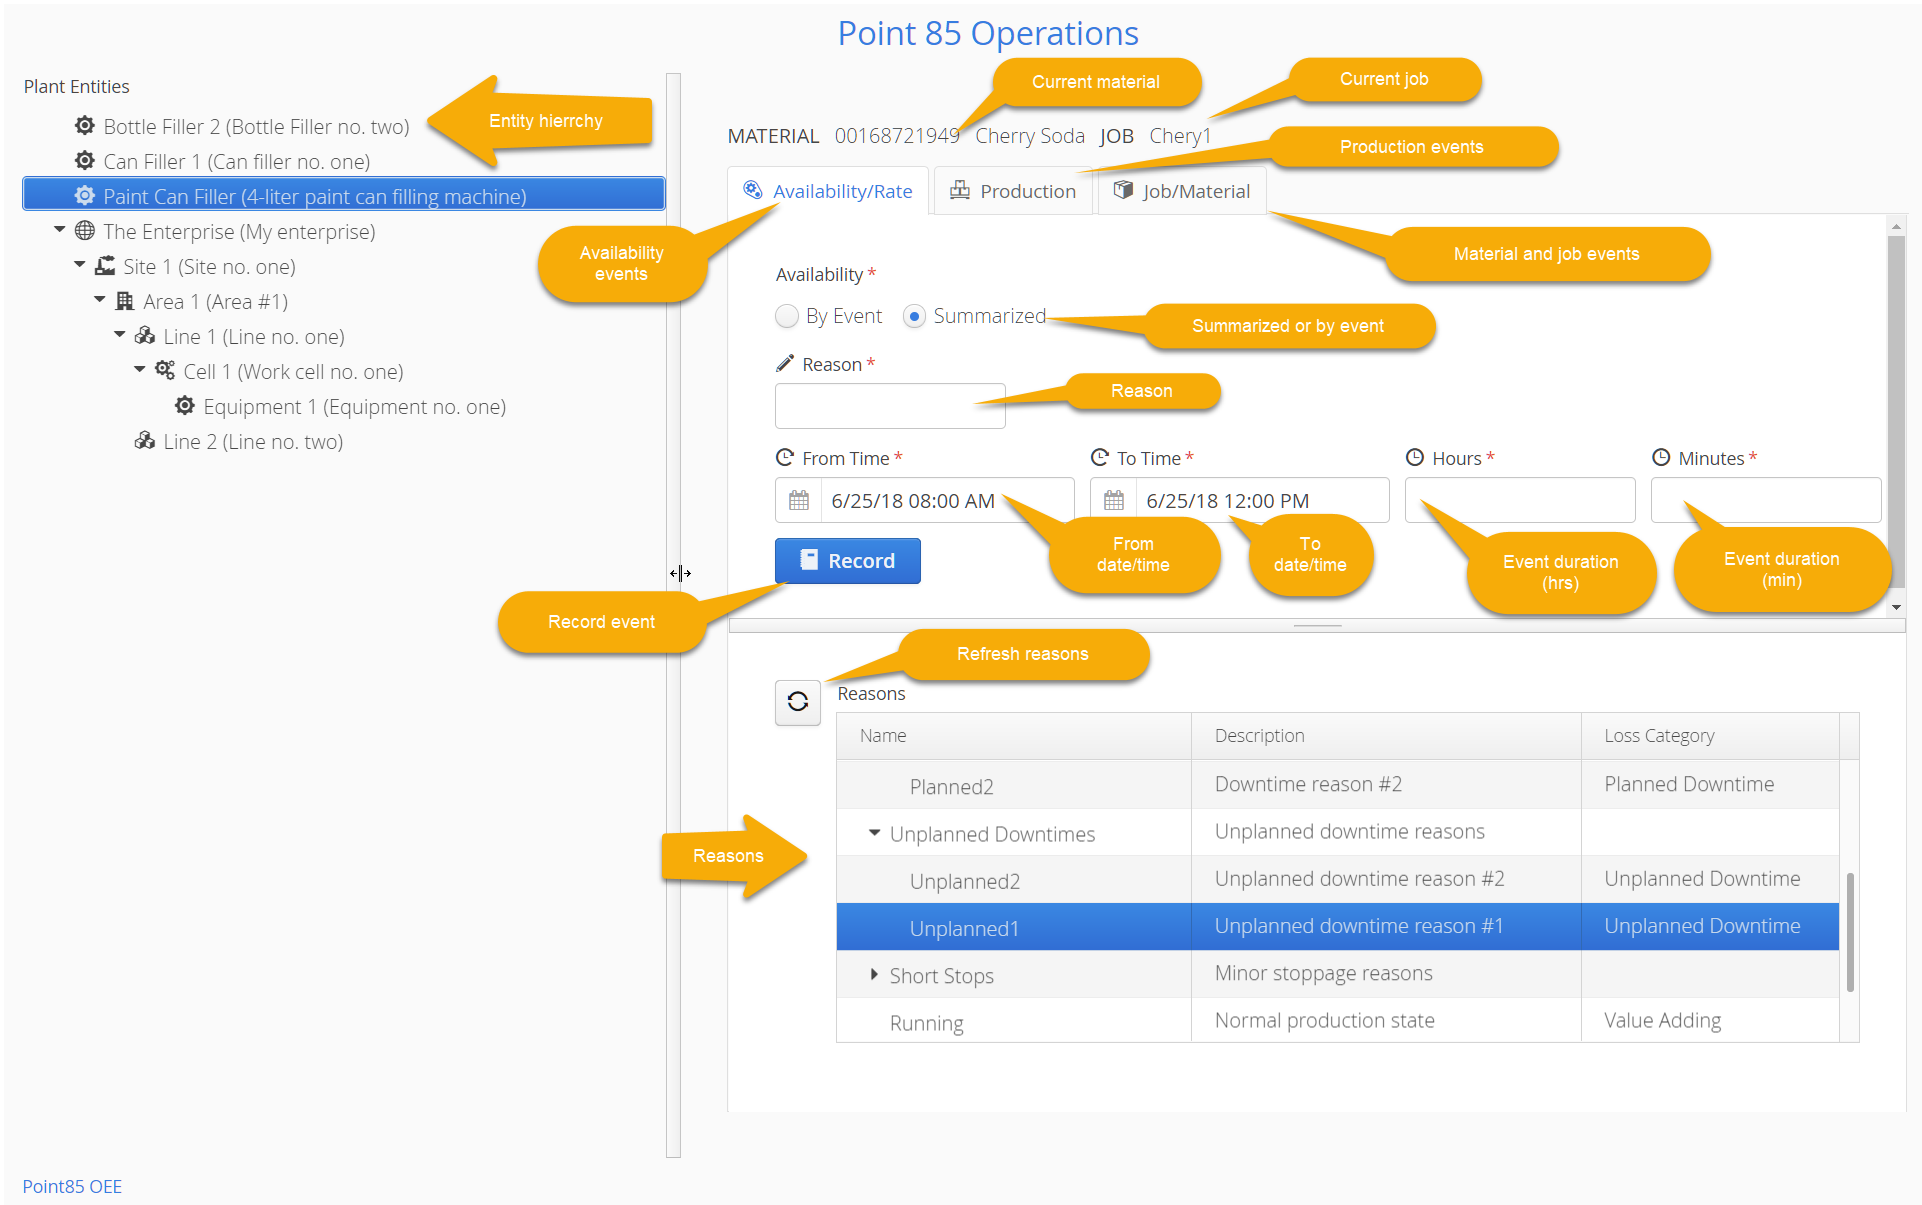 Point 85 Operations
Plant Entities
Bottle Filler 2 (Bottle Filler no. two)
Can Filler 1 (Can filler no. one)
Paint Can Filler (4-liter paint can filling machine)
The Enterprise (My enterprise)
Site 1 (Site no. one)
Area 1 (Area #1)
Line 1 (Line no. one)
Cell 1 (Work cell no. one)
Equipment 1 (Equipment no. one)
Line 2 (Line no. two)
Entity hierrchy
Current material
Current job
MATERIAL 00168721949 Cherry Soda JOB Chery1
Production events
Availability/Rate
Production
Job/Material
Availability
events
Material and job events
Availability *
By Event
Summarized
Summarized or by event
Reason *
Reason
From Time *
To Time *
Hours *
Minutes *
6/25/18 08:00 AM
6/25/18 12:00 PM
From
date/time
To
date/time
Event duration
(hrs)
Event duration
(min)
Record
Record event
Refresh reasons
Reasons
Name
Description
Loss Category
Planned2
Downtime reason #2
Planned Downtime
Unplanned Downtimes
Unplanned downtime reasons
Reasons
Unplanned2
Unplanned downtime reason #2
Unplanned Downtime
Unplanned1
Unplanned downtime reason #1
Unplanned Downtime
Short Stops
Minor stoppage reasons
Running
Normal production state
Value Adding
Point85 OEE